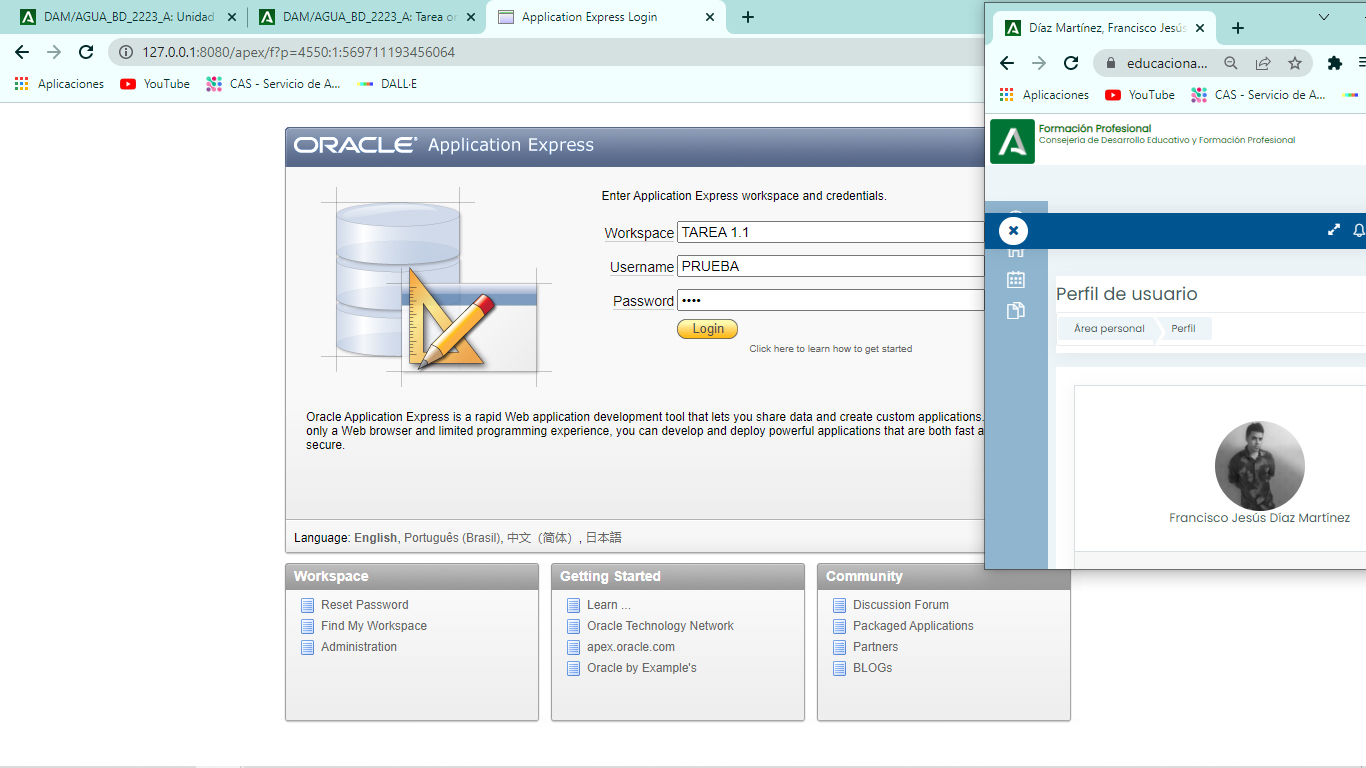 DAM/AGUA_BD_2223_A: Unidad
DAM/AGUA_BD_2223_A: Tarea or
Application Express Login
127.0.0.1:8080/apex/f?p=4550:1:569711193456064
Aplicaciones
YouTube
CAS - Servicio de A...
DALL·E
ORACLE Application Express
Enter Application Express workspace and credentials.
Workspace TAREA 1.1
Username PRUEBA
Password ••••
Login
Click here to learn how to get started
Oracle Application Express is a rapid Web application development tool that lets you share data and create custom applications.
only a Web browser and limited programming experience, you can develop and deploy powerful applications that are both fast a
secure.
Language: English, Português (Brasil), 中文（简体）, 日本語
Workspace
Reset Password
Find My Workspace
Administration
Getting Started
Learn ...
Oracle Technology Network
apex.oracle.com
Oracle by Example's
Community
Discussion Forum
Packaged Applications
Partners
BLOGs
Díaz Martínez, Francisco Jesús
educaciona...
Aplicaciones
YouTube
CAS - Servicio de A...
Formación Profesional
Consejería de Desarrollo Educativo y Formación Profesional
Perfil de usuario
Área personal
Perfil
Francisco Jesús Díaz Martínez